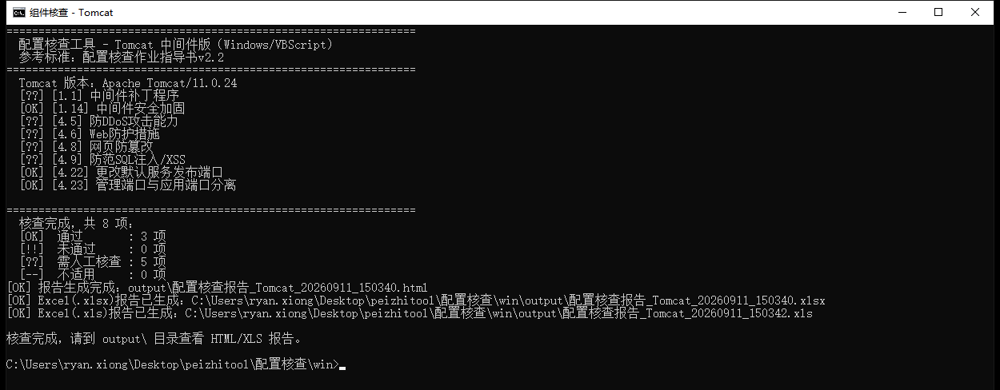 组件核查 - Tomcat
================================================================
配置核查工具 - Tomcat 中间件版 (Windows/VBScript)
参考标准: 配置核查作业指导书v2.2
================================================================
Tomcat 版本: Apache Tomcat/11.0.24
[??] [1.1] 中间件补丁程序
[OK] [1.14] 中间件安全加固
[??] [4.5] 防DDoS攻击能力
[??] [4.6] Web防护措施
[??] [4.8] 网页防篡改
[??] [4.9] 防范SQL注入/XSS
[OK] [4.22] 更改默认服务发布端口
[OK] [4.23] 管理端口与应用端口分离
================================================================
核查完成, 共 8 项:
[OK] 通过 : 3 项
[!!] 未通过 : 0 项
[??] 需人工核查 : 5 项
[--] 不适用 : 0 项
[OK] 报告生成完成: output\配置核查报告_Tomcat_20260911_150340.html
[OK] Excel(.xlsx)报告已生成: C:\Users\ryan.xiong\Desktop\peizhitool\配置核查\win\output\配置核查报告_Tomcat_20260911_150340.xlsx
[OK] Excel(.xls)报告已生成: C:\Users\ryan.xiong\Desktop\peizhitool\配置核查\win\output\配置核查报告_Tomcat_20260911_150342.xls
核查完成，请到 output\ 目录查看 HTML/XLS 报告。
C:\Users\ryan.xiong\Desktop\peizhitool\配置核查\win>